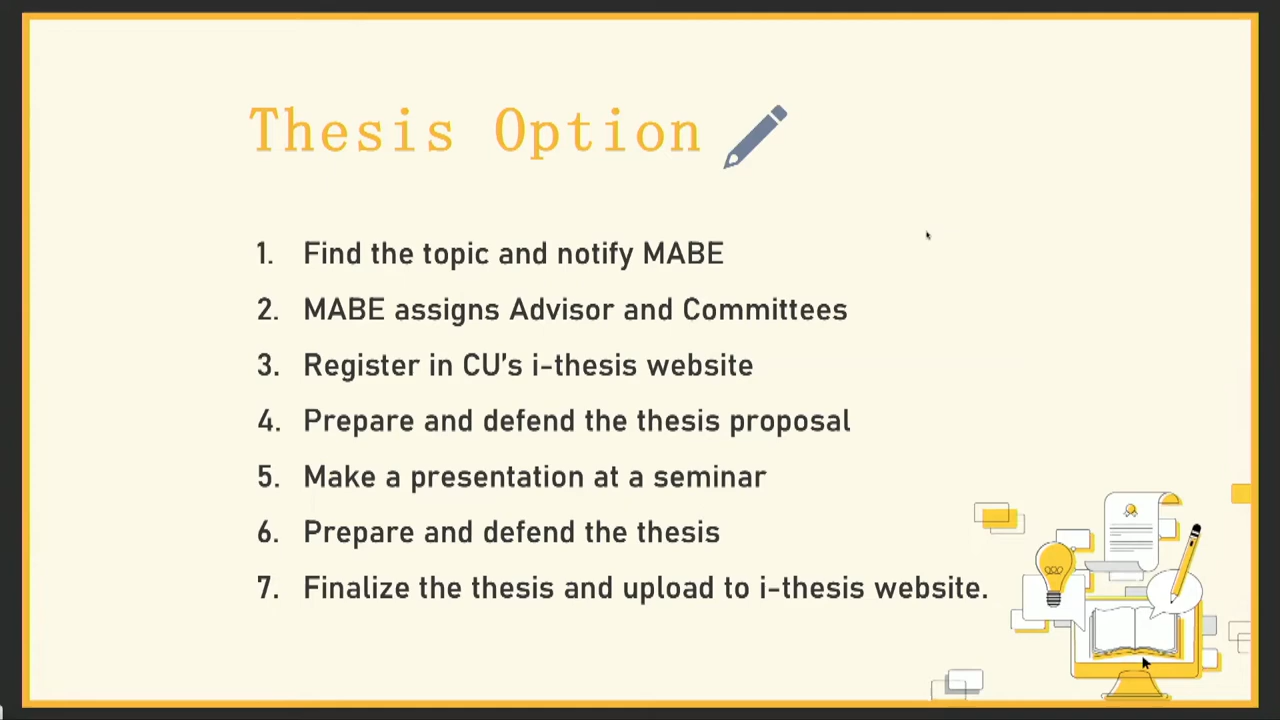 Thesis Option
1. Find the topic and notify MABE
2. MABE assigns Advisor and Committees
3. Register in CU's i-thesis website
4. Prepare and defend the thesis proposal
5. Make a presentation at a seminar
6. Prepare and defend the thesis
7. Finalize the thesis and upload to i-thesis website.